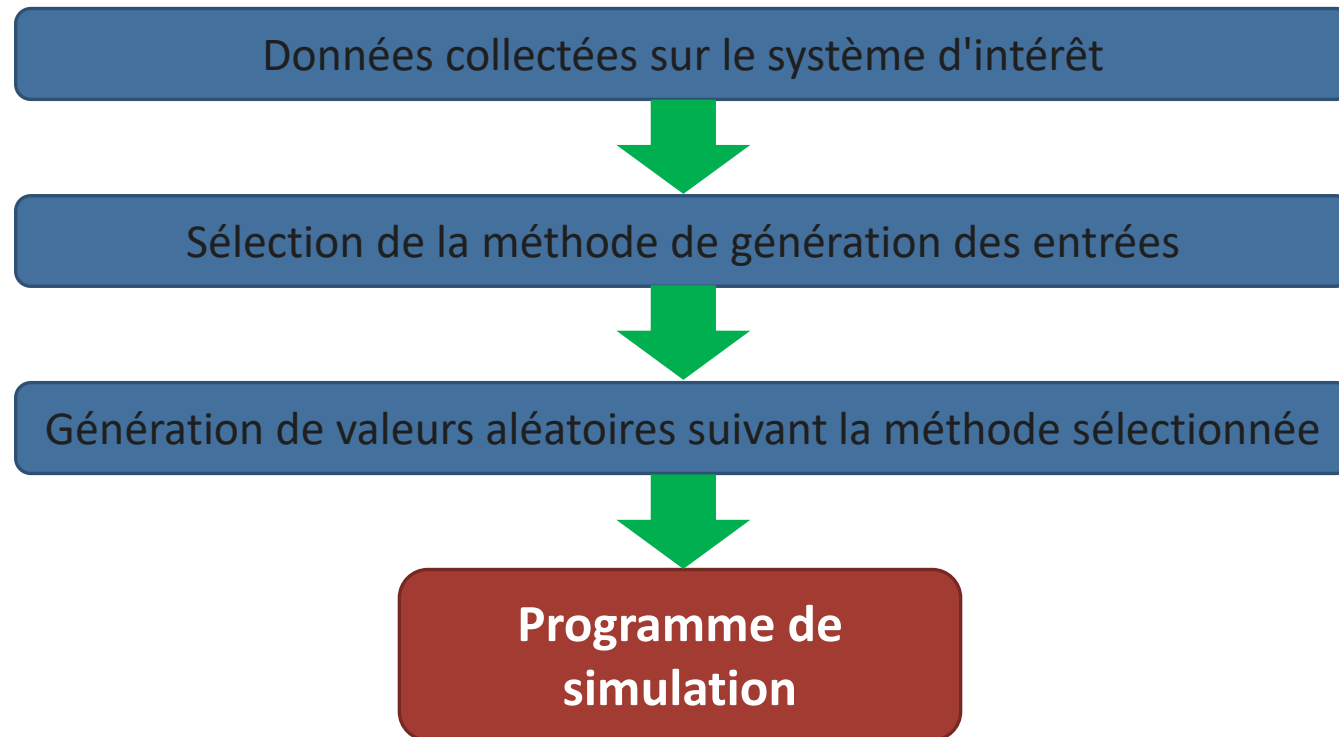 Données collectées sur le système d'intérêt
Sélection de la méthode de génération des entrées
Génération de valeurs aléatoires suivant la méthode sélectionnée
Programme de
simulation